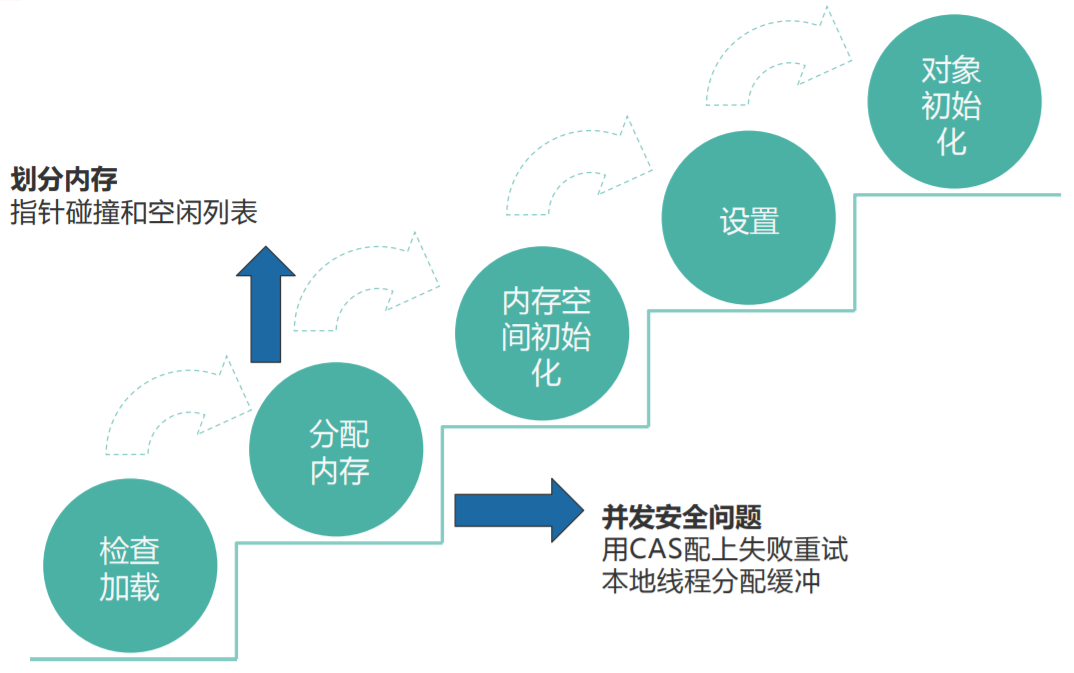 对象
初始
化
划分内存
指针碰撞和空闲列表
设置
内存空
间初始
化
分配
内存
并发安全问题
用CAS配上失败重试
本地线程分配缓冲
检查
加载